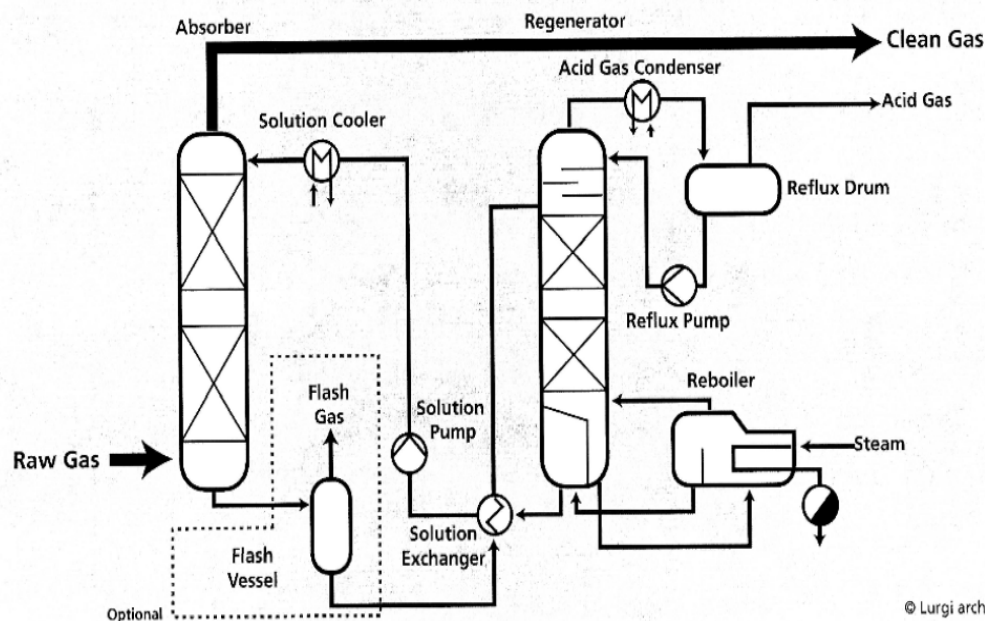 Absorber
Regenerator
Clean Gas
Acid Gas Condenser
Acid Gas
Solution Cooler
Reflux Drum
Reflux Pump
Reboiler
Flash
Gas
Solution
Pump
Steam
Raw Gas
Solution
Exchanger
Flash
Vessel
Optional
© Lurgi arch